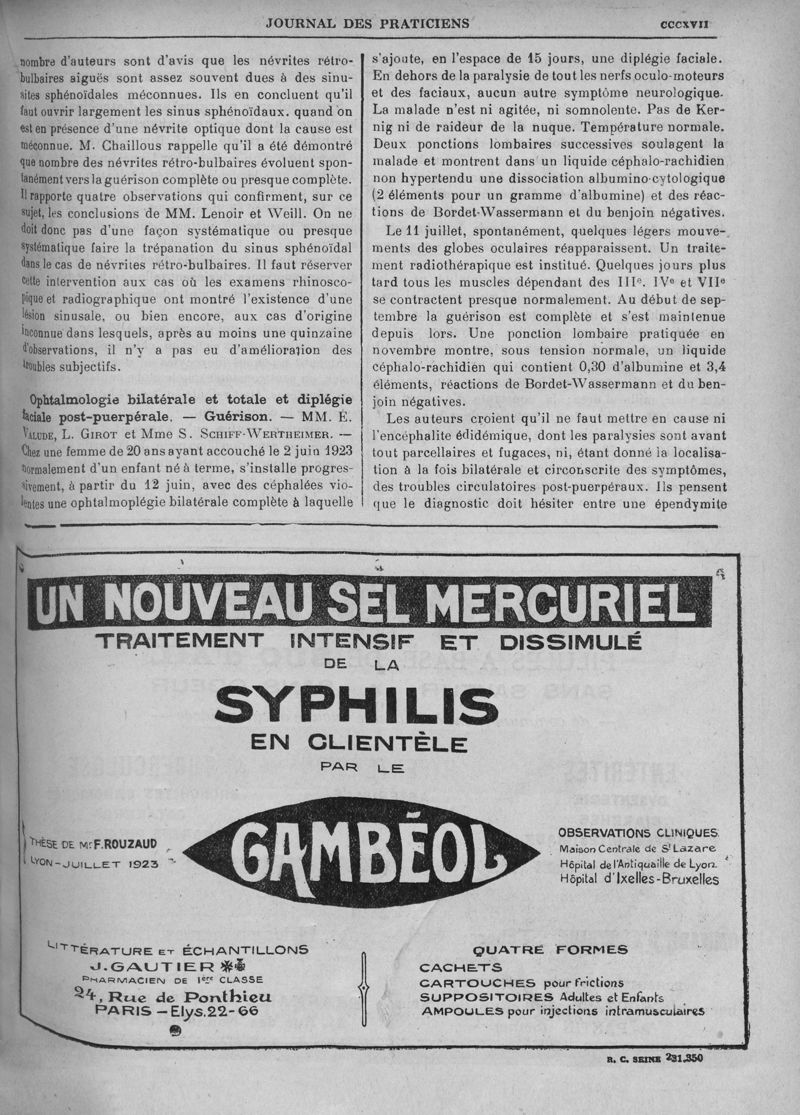 JOURNAL DES PRATICIENS
CCCXVII
nombre d'auteurs sont d'avis que les névrites rétro-
bulbaires aiguës sont assez souvent dues à des sinu-
sites sphénoïdales méconnues. Ils en concluent qu'il
faut ouvrir largement les sinus sphénoïdaux. quand on
est en présence d'une névrite optique dont la cause est
méconnue. M. Chaillous rappelle qu'il a été démontré
que nombre des névrites rétro-bulbaires évoluent spon-
tanément vers la guérison complète ou presque complète.
Il rapporte quatre observations qui confirment, sur ce
sujet, les conclusions de MM. Lenoir et Weill. On ne
doit donc pas d'une façon systématique ou presque
systématique faire la trépanation du sinus sphénoïdal
dans le cas de névrites rétro-bulbaires. Il faut réserver
cette intervention aux cas où les examens rhinosco-
pique et radiographique ont montré l'existence d'une
lésion sinusale, ou bien encore, aux cas d'origine
inconnue dans lesquels, après au moins une quinzaine
d'observations, il n'y a pas eu d'amélioration des
troubles subjectifs.
Ophtalmologie bilatérale et totale et diplégie
faciale post-puerpérale. — Guérison. — MM. E.
VALUDE, L. GIROT et Mme S. SCHIFF-WERTHEIMER. —
Chez une femme de 20 ans ayant accouché le 2 juin 1923
normalement d'un enfant né à terme, s'installe progres-
sivement, à partir du 12 juin, avec des céphalées vio-
lentes une ophtalmoplégie bilatérale complète à laquelle
s'ajoute, en l'espace de 15 jours, une diplégie faciale.
En dehors de la paralysie de tout les nerfs oculo-moteurs
et des faciaux, aucun autre symptôme neurologique.
La malade n'est ni agitée, ni somnolente. Pas de Ker-
nig ni de raideur de la nuque. Température normale.
Deux ponctions lombaires successives soulagent la
malade et montrent dans un liquide céphalo-rachidien
non hypertendu une dissociation albumino-cytologique
(2 éléments pour un gramme d'albumine) et des réac-
tions de Bordet-Wassermann et du benjoin négatives.
Le 11 juillet, spontanément, quelques légers mouve-
ments des globes oculaires réapparaissent. Un traite-
ment radiothérapique est institué. Quelques jours plus
tard tous les muscles dépendant des IIIe. IVe et VIIe
se contractent presque normalement. Au début de sep-
tembre la guérison est complète et s'est maintenue
depuis lors. Une ponction lombaire pratiquée en
novembre montre, sous tension normale, un liquide
céphalo-rachidien qui contient 0,30 d'albumine et 3,4
éléments, réactions de Bordet-Wassermann et du ben-
join négatives.
Les auteurs croient qu'il ne faut mettre en cause ni
l'encéphalite édidémique, dont les paralysies sont avant
tout parcellaires et fugaces, ni, étant donné la localisa-
tion à la fois bilatérale et circonscrite des symptômes,
des troubles circulatoires post-puerpéraux. Ils pensent
que le diagnostic doit hésiter entre une épendymite
UN NOUVEAU SEL MERCURIEL
TRAITEMENT INTENSIF ET DISSIMULÉ
DE LA
SYPHILIS
EN CLIENTÈLE
PAR LE
GAMBÉOL
THÈSE DE Mr F. ROUZAUD
LYON-JUILLET 1923
OBSERVATIONS CLINIQUES
Maison Centrale de St Lazare
Hôpital de l'Antiquaille de Lyon.
Hôpital d'Ixelles-Bruxelles
LITTÉRATURE ET ÉCHANTILLONS
J. GAUTIER
PHARMACIEN DE 1ère CLASSE
24, Rue de Ponthieu
PARIS - Elys. 22-66
QUATRE FORMES
CACHETS
CARTOUCHES pour frictions
SUPPOSITOIRES Adultes et Enfants
AMPOULES pour injections intramusculaires
R. C. SEINE 231.350